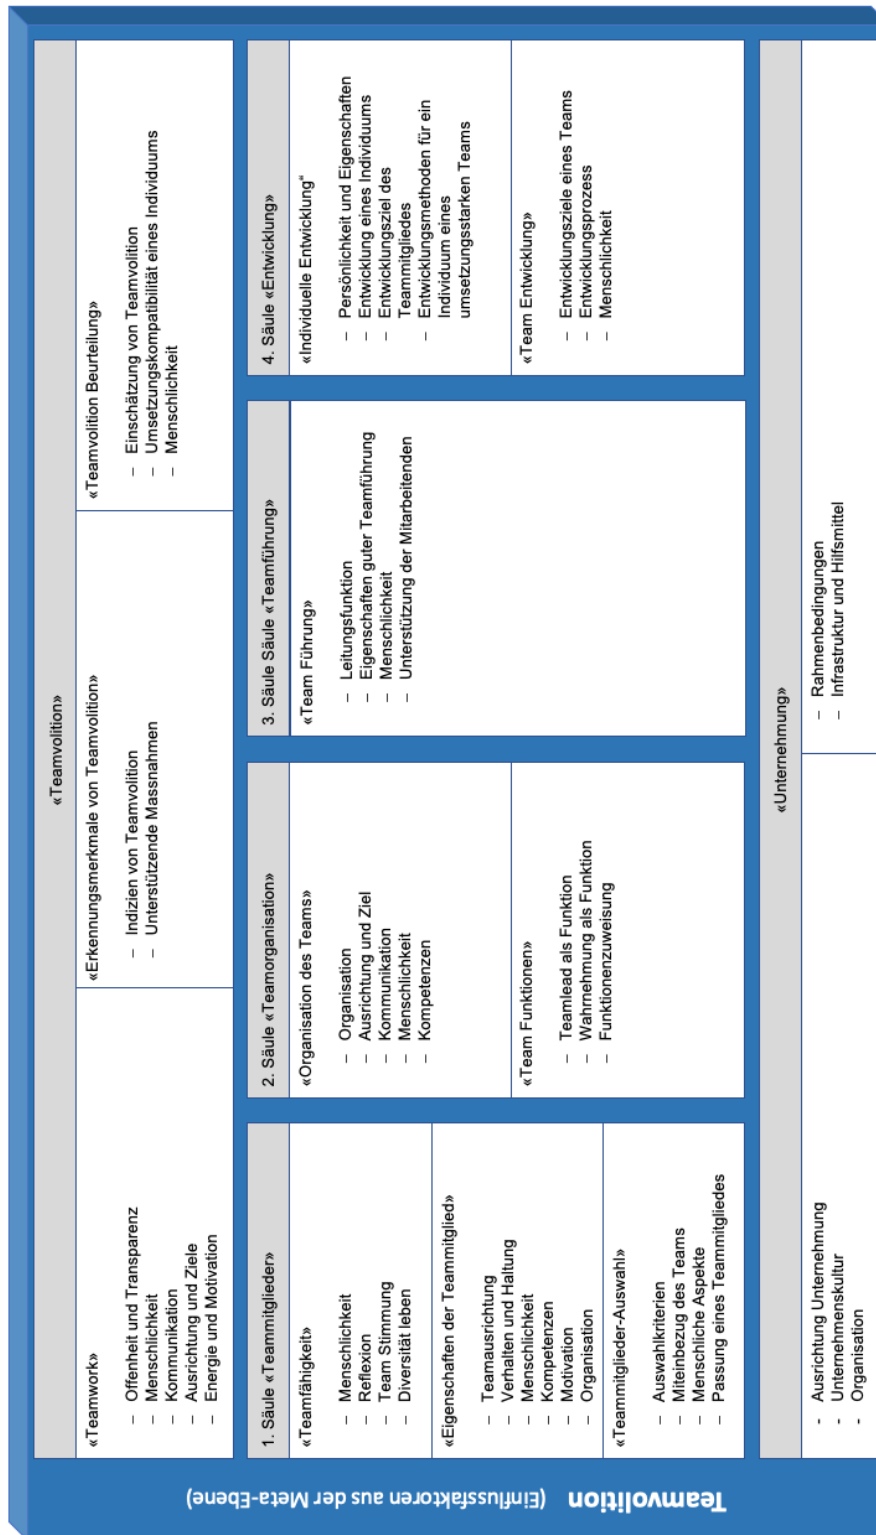 Teamvolition (Einflussfaktoren aus der Meta-Ebene)
«Teamvolition»
«Teamwork»
– Offenheit und Transparenz
– Menschlichkeit
– Kommunikation
– Ausrichtung und Ziele
– Energie und Motivation
«Erkennungsmerkmale von Teamvolition»
– Indizien von Teamvolition
– Unterstützende Massnahmen
«Teamvolition Beurteilung»
– Einschätzung von Teamvolition
– Umsetzungskompatibilität eines Individuums
– Menschlichkeit
1. Säule «Teammitglieder»
«Teamfähigkeit»
– Menschlichkeit
– Reflexion
– Team Stimmung
– Diversität leben
«Eigenschaften der Teammitglied»
– Teamausrichtung
– Verhalten und Haltung
– Menschlichkeit
– Kompetenzen
– Motivation
– Organisation
«Teammitglieder-Auswahl»
– Auswahlkriterien
– Miteinbezug des Teams
– Menschliche Aspekte
– Passung eines Teammitgliedes
2. Säule «Teamorganisation»
«Organisation des Teams»
– Organisation
– Ausrichtung und Ziel
– Kommunikation
– Menschlichkeit
– Kompetenzen
«Team Funktionen»
– Teamlead als Funktion
– Wahrnehmung als Funktion
– Funktionenzuweisung
3. Säule Säule «Teamführung»
«Team Führung»
– Leitungsfunktion
– Eigenschaften guter Teamführung
– Menschlichkeit
– Unterstützung der Mitarbeitenden
4. Säule «Entwicklung»
«Individuelle Entwicklung“
– Persönlichkeit und Eigenschaften
– Entwicklung eines Individuums
– Entwicklungsziel des
Teammitgliedes
– Entwicklungsmethoden für ein
Individuum eines
umsetzungsstarken Teams
«Team Entwicklung»
– Entwicklungsziele eines Teams
– Entwicklungsprozess
– Menschlichkeit
«Unternehmung»
- Ausrichtung Unternehmung
- Unternehmenskultur
- Organisation
– Rahmenbedingungen
– Infrastruktur und Hilfsmittel